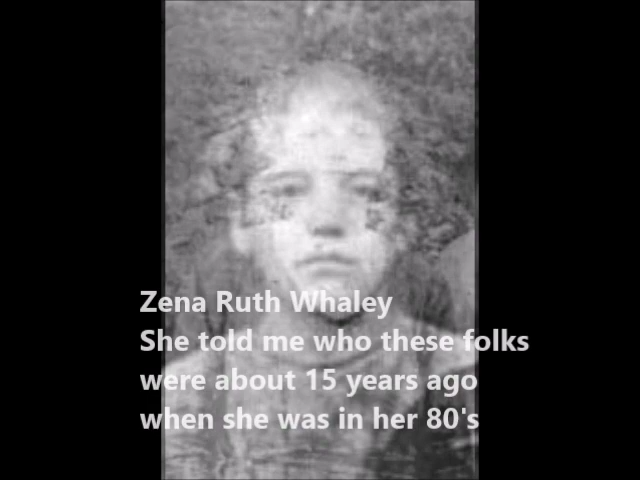 Zena Ruth Whaley
She told me who these folks
were about 15 years ago
when she was in her 80's